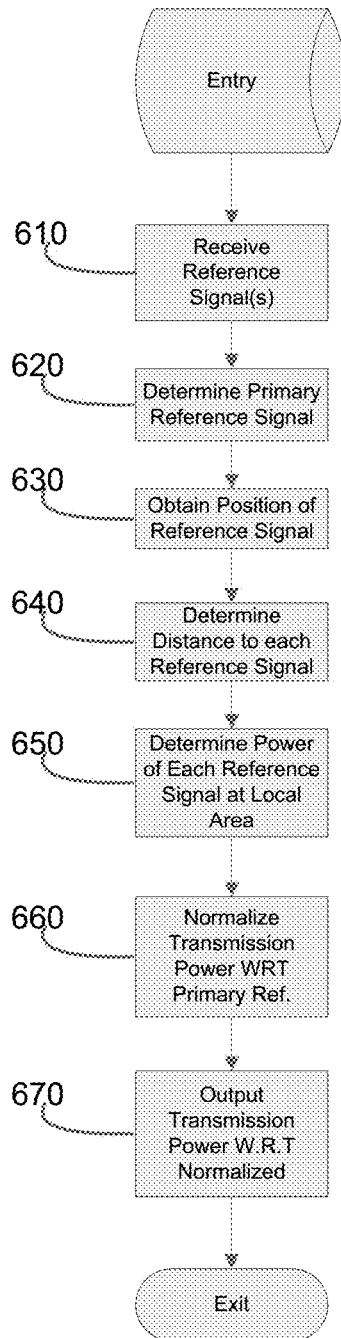 Entry
610
Receive
Reference
Signal(s)
620
Determine Primary
Reference Signal
630
Obtain Position of
Reference Signal
640
Determine
Distance to each
Reference Signal
650
Determine Power
of Each Reference
Signal at Local
Area
660
Normalize
Transmission
Power WRT
Primary Ref.
670
Output
Transmission
Power W.R.T
Normalized
Exit